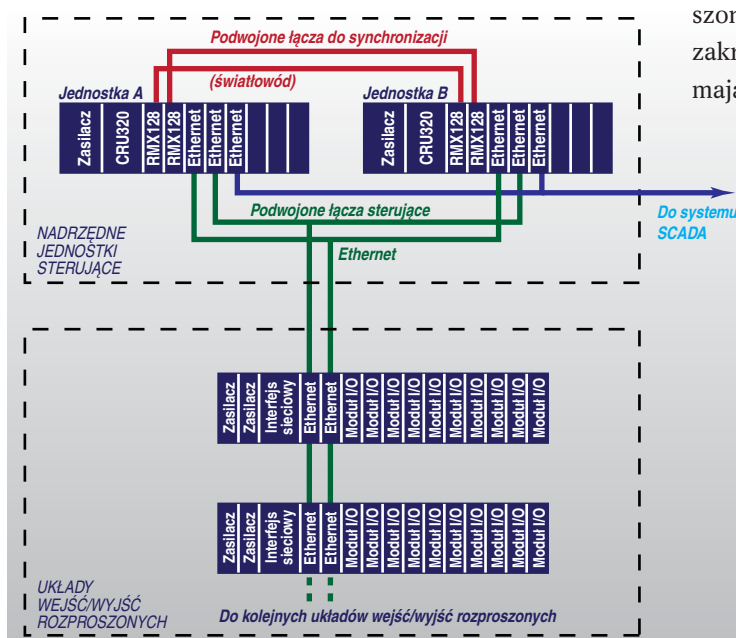 szon
zakr
mają
Podwojone łącza do synchronizacji
(światłowód)
Jednostka A
Jednostka B
Zasilacz
CRU320
RMX128
RMX128
Ethernet
Ethernet
Ethernet
Zasilacz
CRU320
RMX128
RMX128
Ethernet
Ethernet
Ethernet
Podwojone łącza sterujące
Ethernet
Do systemu
SCADA
NADRZĘDNE
JEDNOSTKI
STERUJĄCE
Zasilacz
Zasilacz
Interfejs
sieciowy
Ethernet
Ethernet
Moduł I/O
Moduł I/O
Moduł I/O
Moduł I/O
Moduł I/O
Moduł I/O
Moduł I/O
Moduł I/O
Moduł I/O
Moduł I/O
Zasilacz
Zasilacz
Interfejs
sieciowy
Ethernet
Ethernet
Moduł I/O
Moduł I/O
Moduł I/O
Moduł I/O
Moduł I/O
Moduł I/O
Moduł I/O
Moduł I/O
Moduł I/O
Moduł I/O
UKŁADY
WEJŚĆ/WYJŚĆ
ROZPROSZONYCH
Do kolejnych układów wejść/wyjść rozproszonych